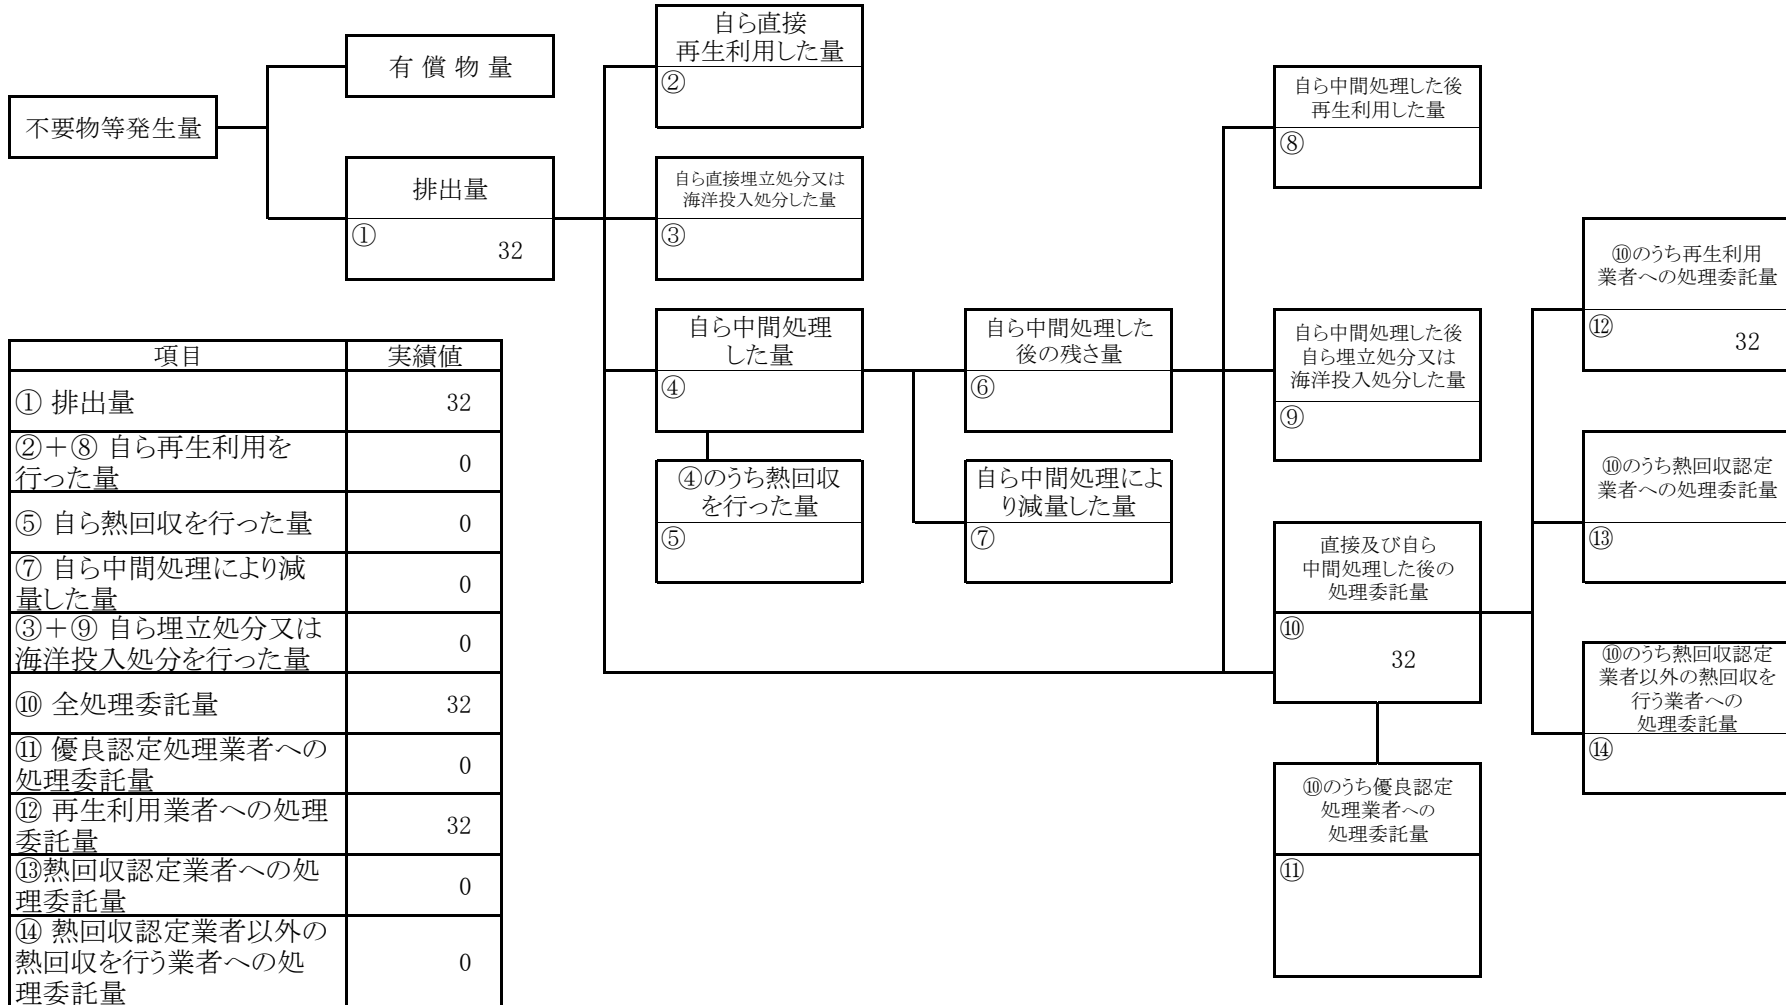 自ら直接
再生利用した量
②
有 償 物 量
不要物等発生量
自ら中間処理した後
再生利用した量
⑧
排出量
①
32
自ら直接埋立処分又は
海洋投入処分した量
③
⑩のうち再生利用
業者への処理委託量
⑫
32
自ら中間処理
した量
④
自ら中間処理した
後の残さ量
⑥
自ら中間処理した後
自ら埋立処分又は
海洋投入処分した量
⑨
④のうち熱回収
を行った量
⑤
自ら中間処理によ
り減量した量
⑦
⑩のうち熱回収認定
業者への処理委託量
⑬
直接及び自ら
中間処理した後の
処理委託量
⑩
32
⑩のうち熱回収認定
業者以外の熱回収を
行う業者への
処理委託量
⑭
⑩のうち優良認定
処理業者への
処理委託量
⑪
項目 実績値
① 排出量 32
②+⑧ 自ら再生利用を
行った量 0
⑤ 自ら熱回収を行った量 0
⑦ 自ら中間処理により減
量した量 0
③+⑨ 自ら埋立処分又は
海洋投入処分を行った量 0
⑩ 全処理委託量 32
⑪ 優良認定処理業者への
処理委託量 0
⑫ 再生利用業者への処理
委託量 32
⑬熱回収認定業者への処
理委託量 0
⑭ 熱回収認定業者以外の
熱回収を行う業者への処
理委託量 0